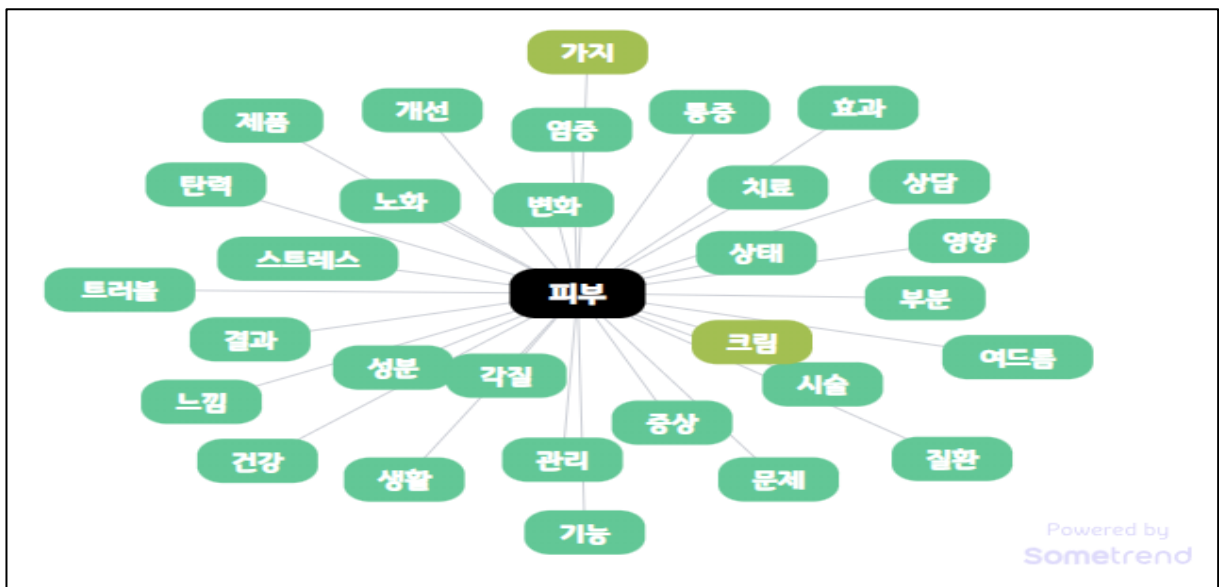 가지
개선
제품
염증
통증
효과
탄력
노화
변화
치료
상담
스트레스
상태
영향
트러블
피부
부분
결과
성분
각질
크림
여드름
느낌
시술
건강
생활
관리
증상
문제
질환
기능
Powered by
Sometrend